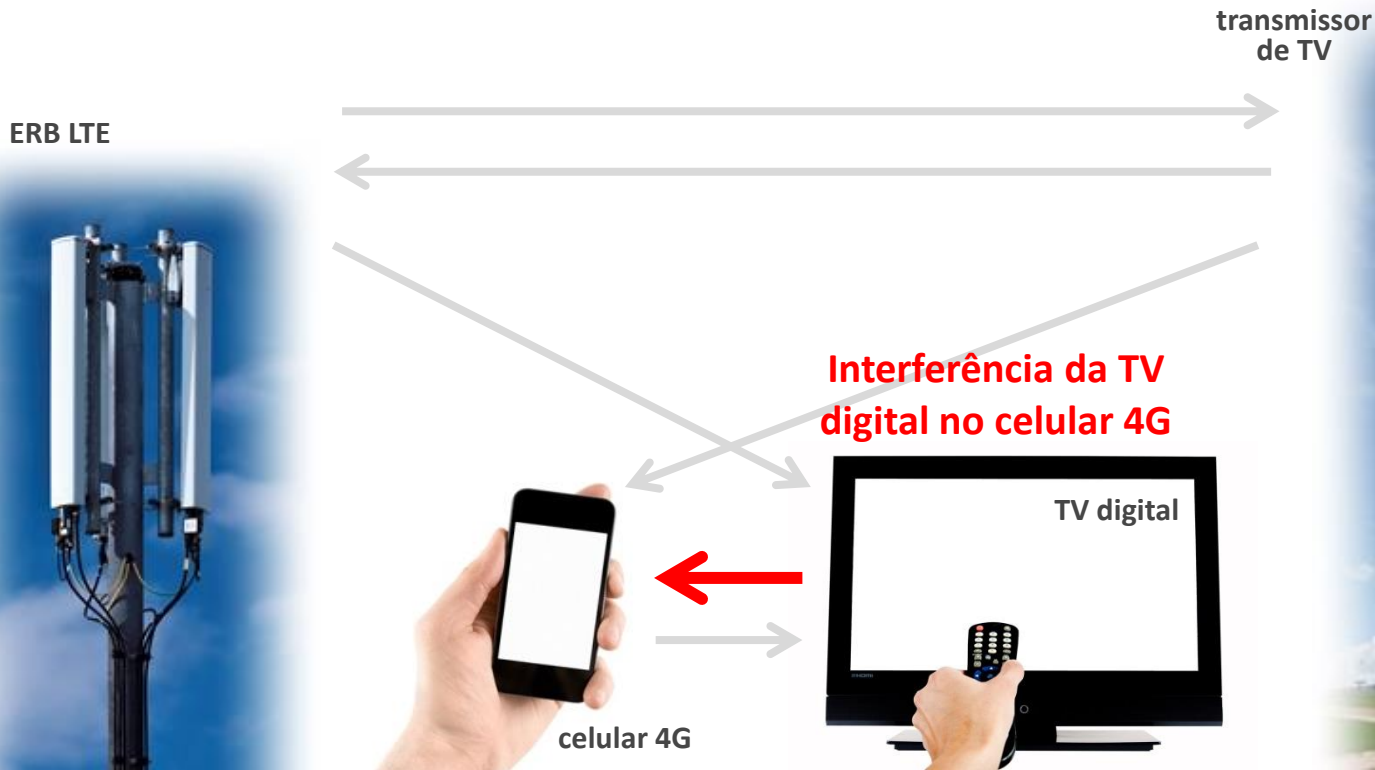 transmissor
de TV
ERB LTE
Interferência da TV
digital no celular 4G
TV digital
celular 4G